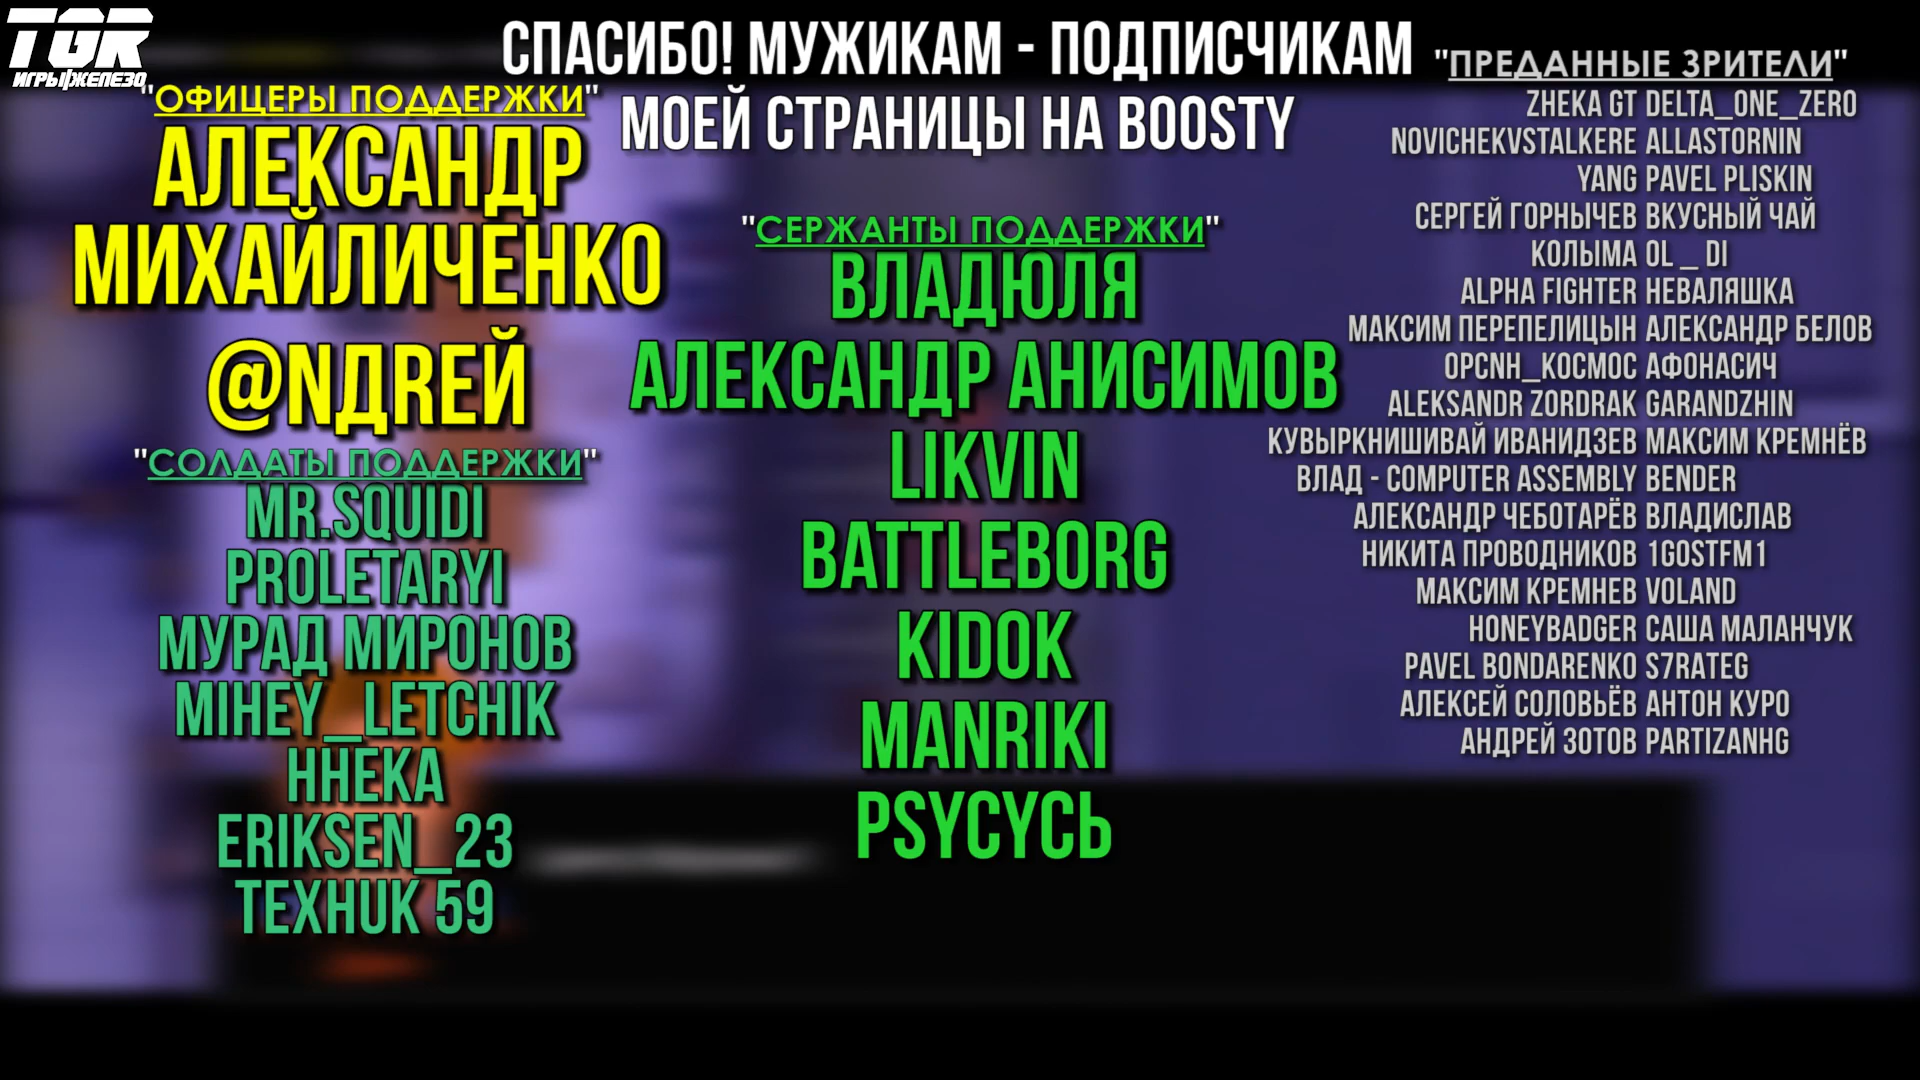 TGR
ИГРЫ|ЖЕЛЕЗО
СПАСИБО! МУЖИКАМ - ПОДПИСЧИКАМ
МОЕЙ СТРАНИЦЫ НА BOOSTY
"ОФИЦЕРЫ ПОДДЕРЖКИ"
АЛЕКСАНДР
МИХАЙЛИЧЕНКО
@NДRЕЙ
"СОЛДАТЫ ПОДДЕРЖКИ"
MR.SQUIDI
PROLETARYI
МУРАД МИРОНОВ
MIHEY_LETCHIK
HHEKA
ERIKSEN_23
TEXHUK 59
"СЕРЖАНТЫ ПОДДЕРЖКИ"
ВЛАДЮЛЯ
АЛЕКСАНДР АНИСИМОВ
LIKVIN
BATTLEBORG
KIDOK
MANRIKI
PSYCYCЬ
"ПРЕДАННЫЕ ЗРИТЕЛИ"
ZHEKA GT DELTA_ONE_ZERO
NOVICHEKVSTALKERE ALLASTORNIN
YANG PAVEL PLISKIN
СЕРГЕЙ ГОРНЫЧЕВ ВКУСНЫЙ ЧАЙ
КОЛЫМА OL _ DI
ALPHA FIGHTER НЕВАЛЯШКА
МАКСИМ ПЕРЕПЕЛИЦЫН АЛЕКСАНДР БЕЛОВ
OPCNH_КОСМОС АФОНАСИЧ
ALEKSANDR ZORDRAK GARANDZHIN
КУВЫРКНИШИВАЙ ИВАНИДЗЕВ МАКСИМ КРЕМНЁВ
ВЛАД - COMPUTER ASSEMBLY BENDER
АЛЕКСАНДР ЧЕБОТАРЁВ ВЛАДИСЛАВ
НИКИТА ПРОВОДНИКОВ 1GOSTFM1
МАКСИМ КРЕМНЕВ VOLAND
HONEYBADGER САША МАЛАНЧУК
PAVEL BONDARENKO S7RATEG
АЛЕКСЕЙ СОЛОВЬЁВ АНТОН КУРО
АНДРЕЙ ЗОТОВ PARTIZANHG